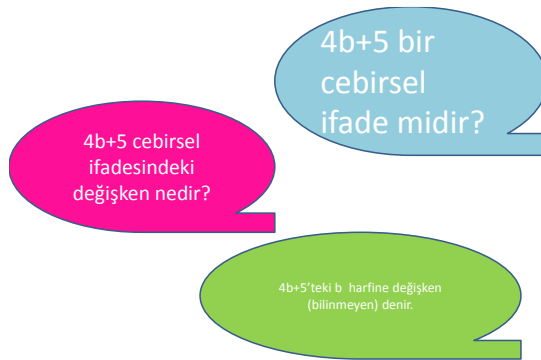 4b+5 bir
cebirsel
ifade midir?
4b+5 cebirsel
ifadesindeki
değişken nedir?
4b+5'teki b harfine değişken
(bilinmeyen) denir.